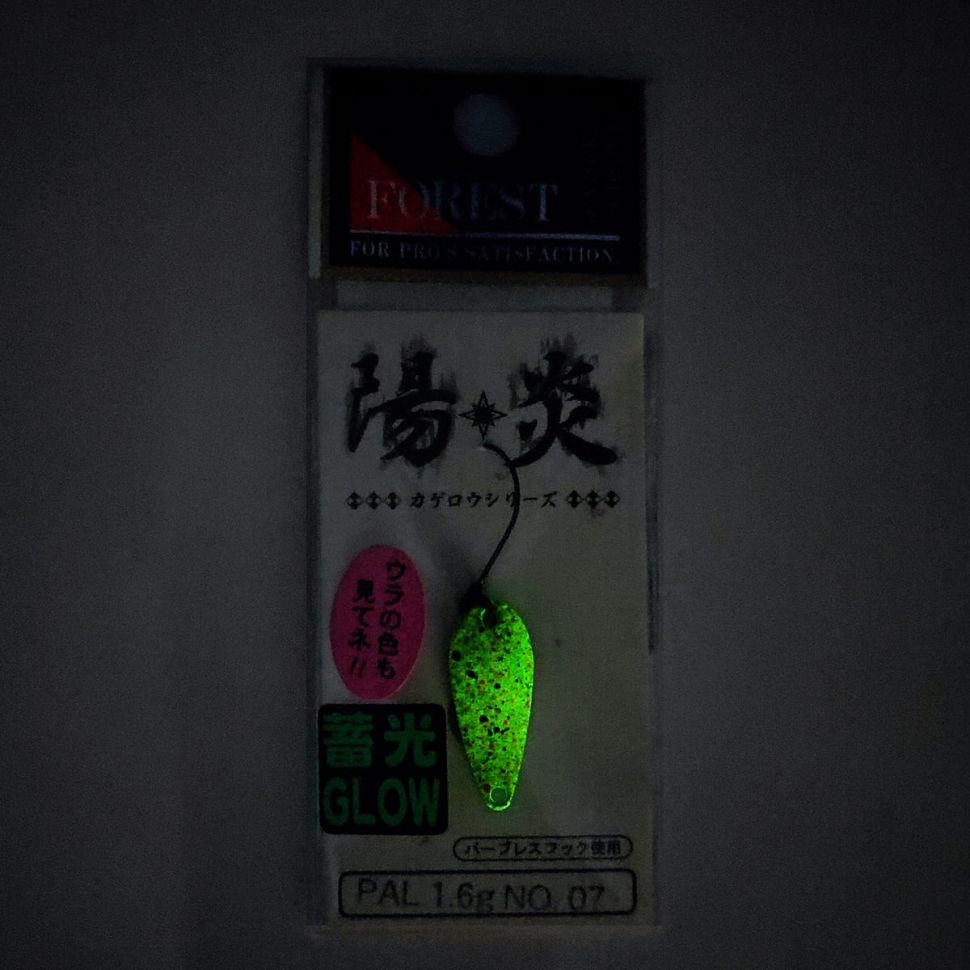 FOREST
FOR PRO'S SATISFACTION
陽炎
カゲロウシリーズ
ウラの色も
見てネ!!
蓄光
GLOW
バーブレスフック使用
PAL 1.6g NO. 07